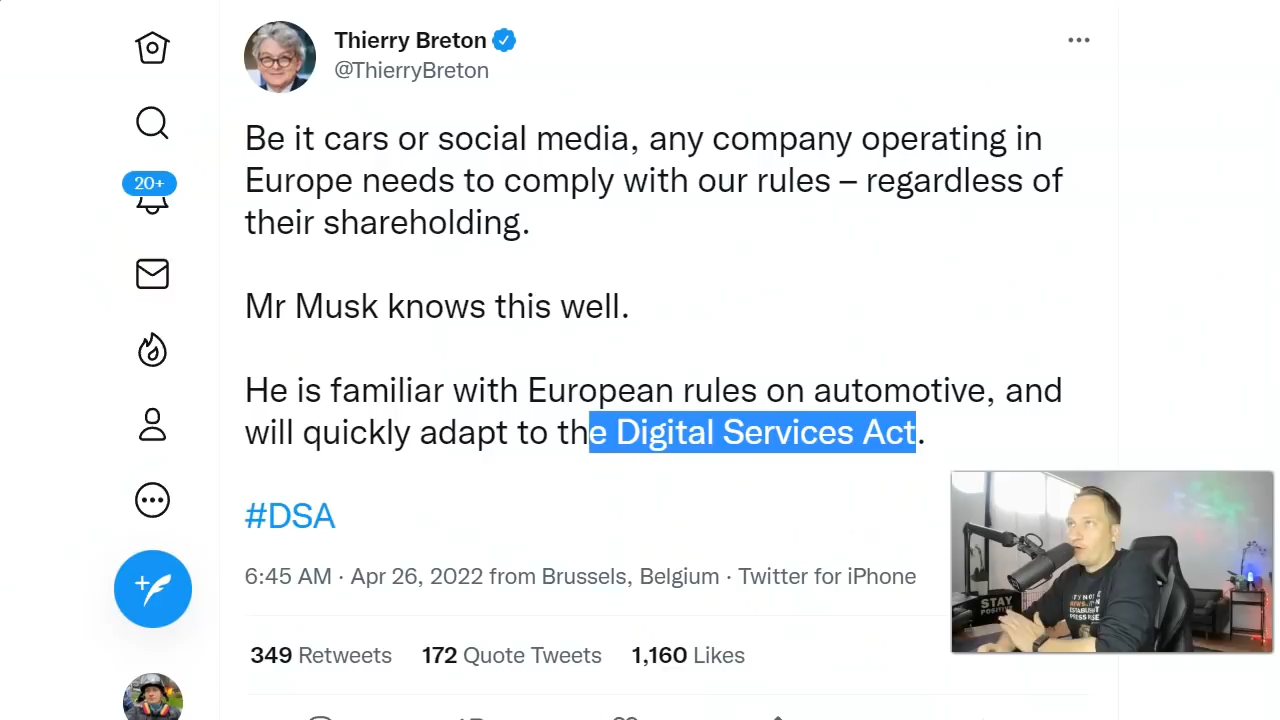 Thierry Breton
@ThierryBreton
20+
Be it cars or social media, any company operating in
Europe needs to comply with our rules – regardless of
their shareholding.
Mr Musk knows this well.
He is familiar with European rules on automotive, and
will quickly adapt to the Digital Services Act.
#DSA
6:45 AM · Apr 26, 2022 from Brussels, Belgium · Twitter for iPhone
349 Retweets 172 Quote Tweets 1,160 Likes
STAY
POSITIVE